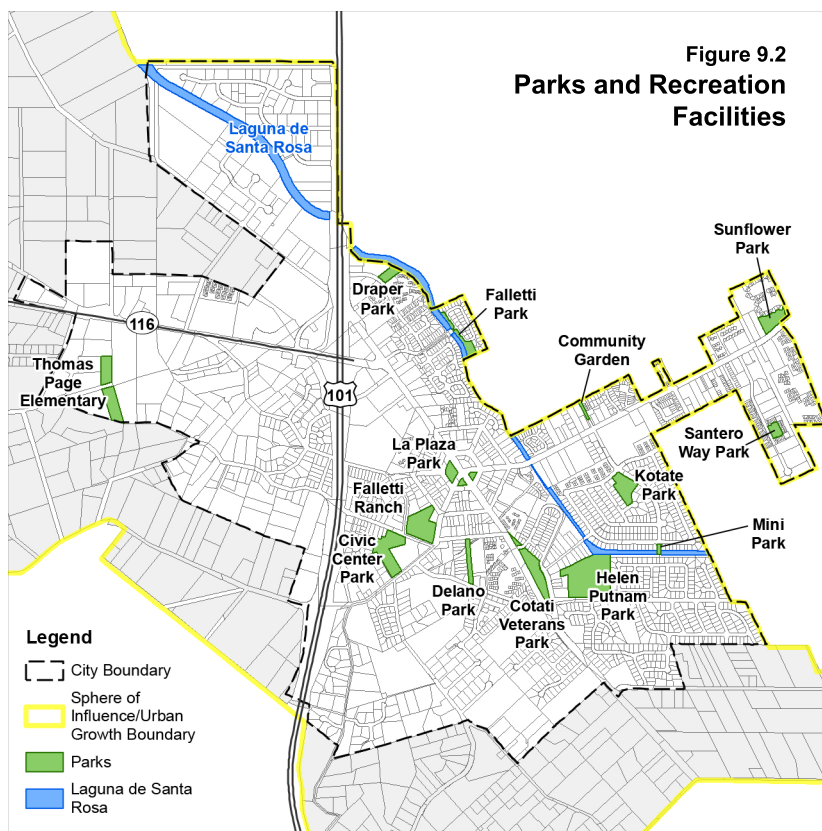 Figure 9.2
Parks and Recreation
Facilities
Laguna de
Santa Rosa
Sunflower
Park
Draper
Park
Falletti
Park
116
Community
Garden
Thomas
Page
Elementary
101
Santero
Way Park
La Plaza
Park
Kotate
Park
Falletti
Ranch
Mini
Park
Civic
Center
Park
Delano
Park
Cotati
Veterans
Park
Helen
Putnam
Park
Legend
City Boundary
Sphere of
Influence/Urban
Growth Boundary
Parks
Laguna de Santa
Rosa